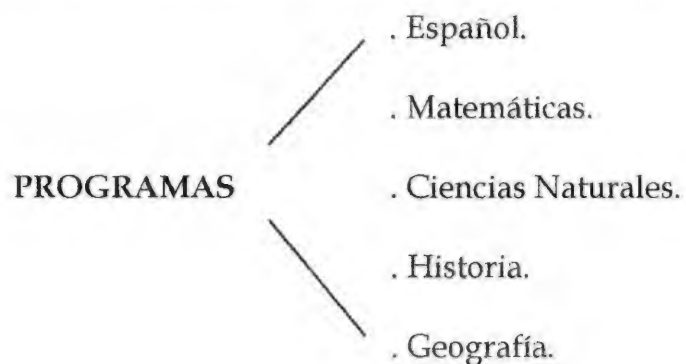 . Español.
. Matemáticas.
PROGRAMAS . Ciencias Naturales.
. Historia.
. Geografía.